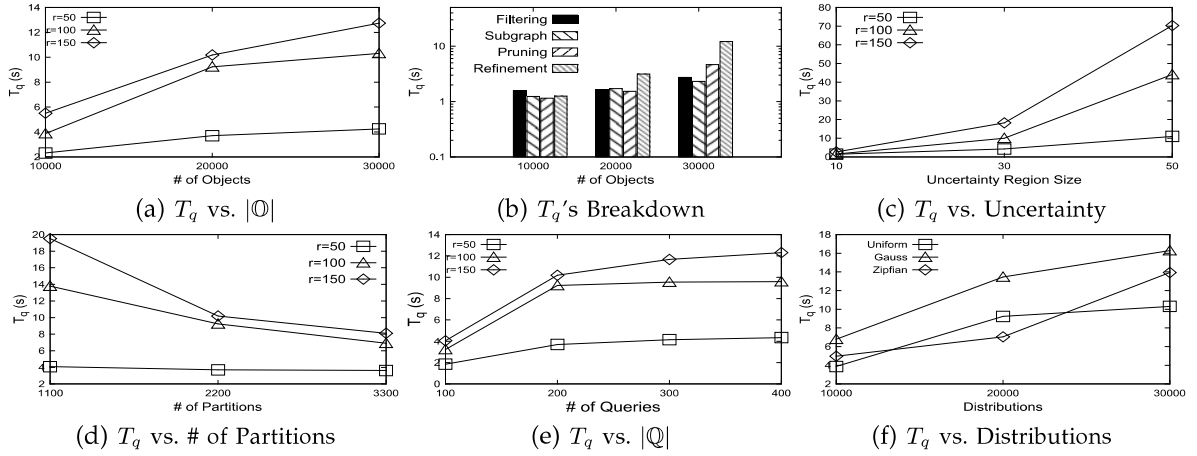 14
12
10
8
6
4
2
T_q (s)
r=50
r=100
r=150
10000 20000 30000
# of Objects
(a) T_q vs. |𝕆|
10
1
0.1
T_q (s)
Filtering
Subgraph
Pruning
Refinement
10000 20000 30000
# of Objects
(b) T_q's Breakdown
80
70
60
50
40
30
20
10
0
T_q (s)
r=50
r=100
r=150
10 30 50
Uncertainty Region Size
(c) T_q vs. Uncertainty
20
18
16
14
12
10
8
6
4
2
T_q (s)
r=50
r=100
r=150
1100 2200 3300
# of Partitions
(d) T_q vs. # of Partitions
14
12
10
8
6
4
2
0
T_q (s)
r=50
r=100
r=150
100 200 300 400
# of Queries
(e) T_q vs. |ℚ|
18
16
14
12
10
8
6
4
2
T_q (s)
Uniform
Gauss
Zipfian
10000 20000 30000
Distributions
(f) T_q vs. Distributions